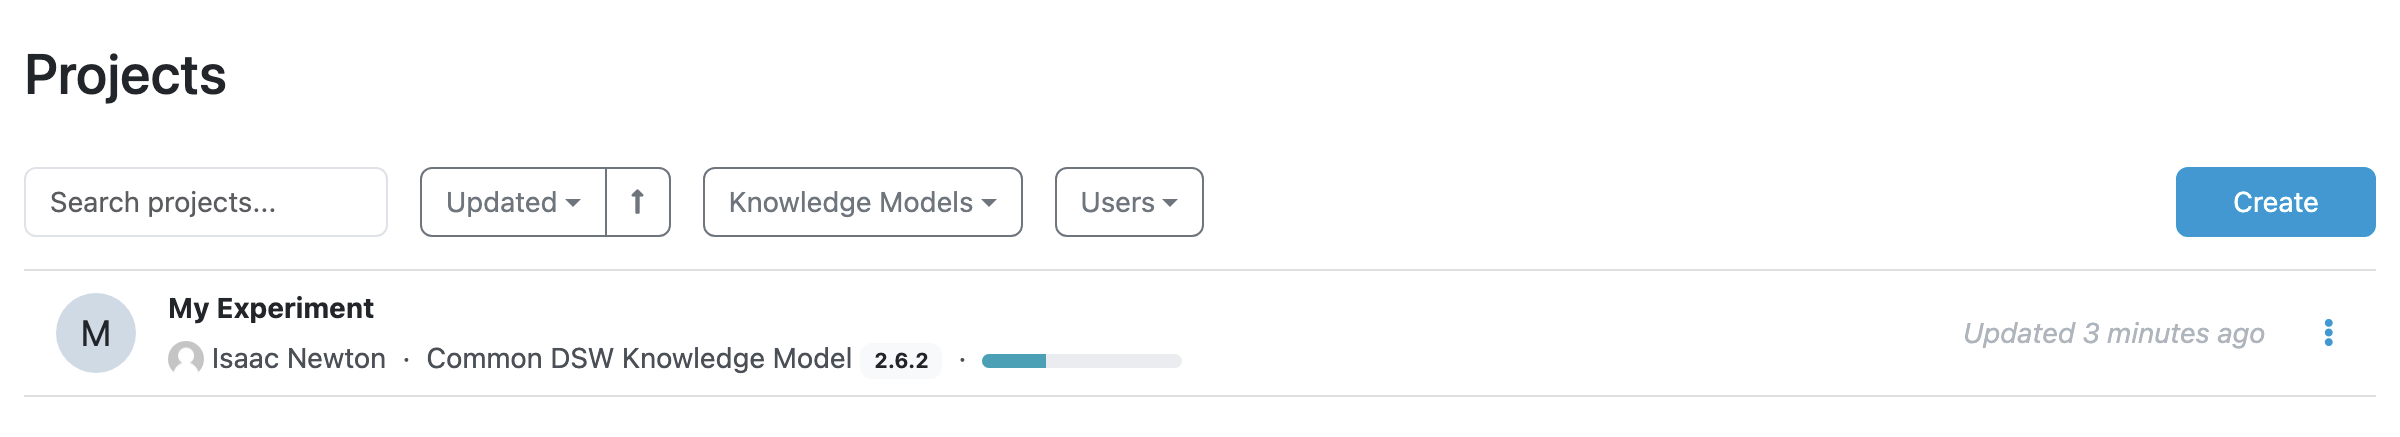 Projects
Search projects... Updated Knowledge Models Users Create
My Experiment
M Isaac Newton · Common DSW Knowledge Model 2.6.2 · Updated 3 minutes ago